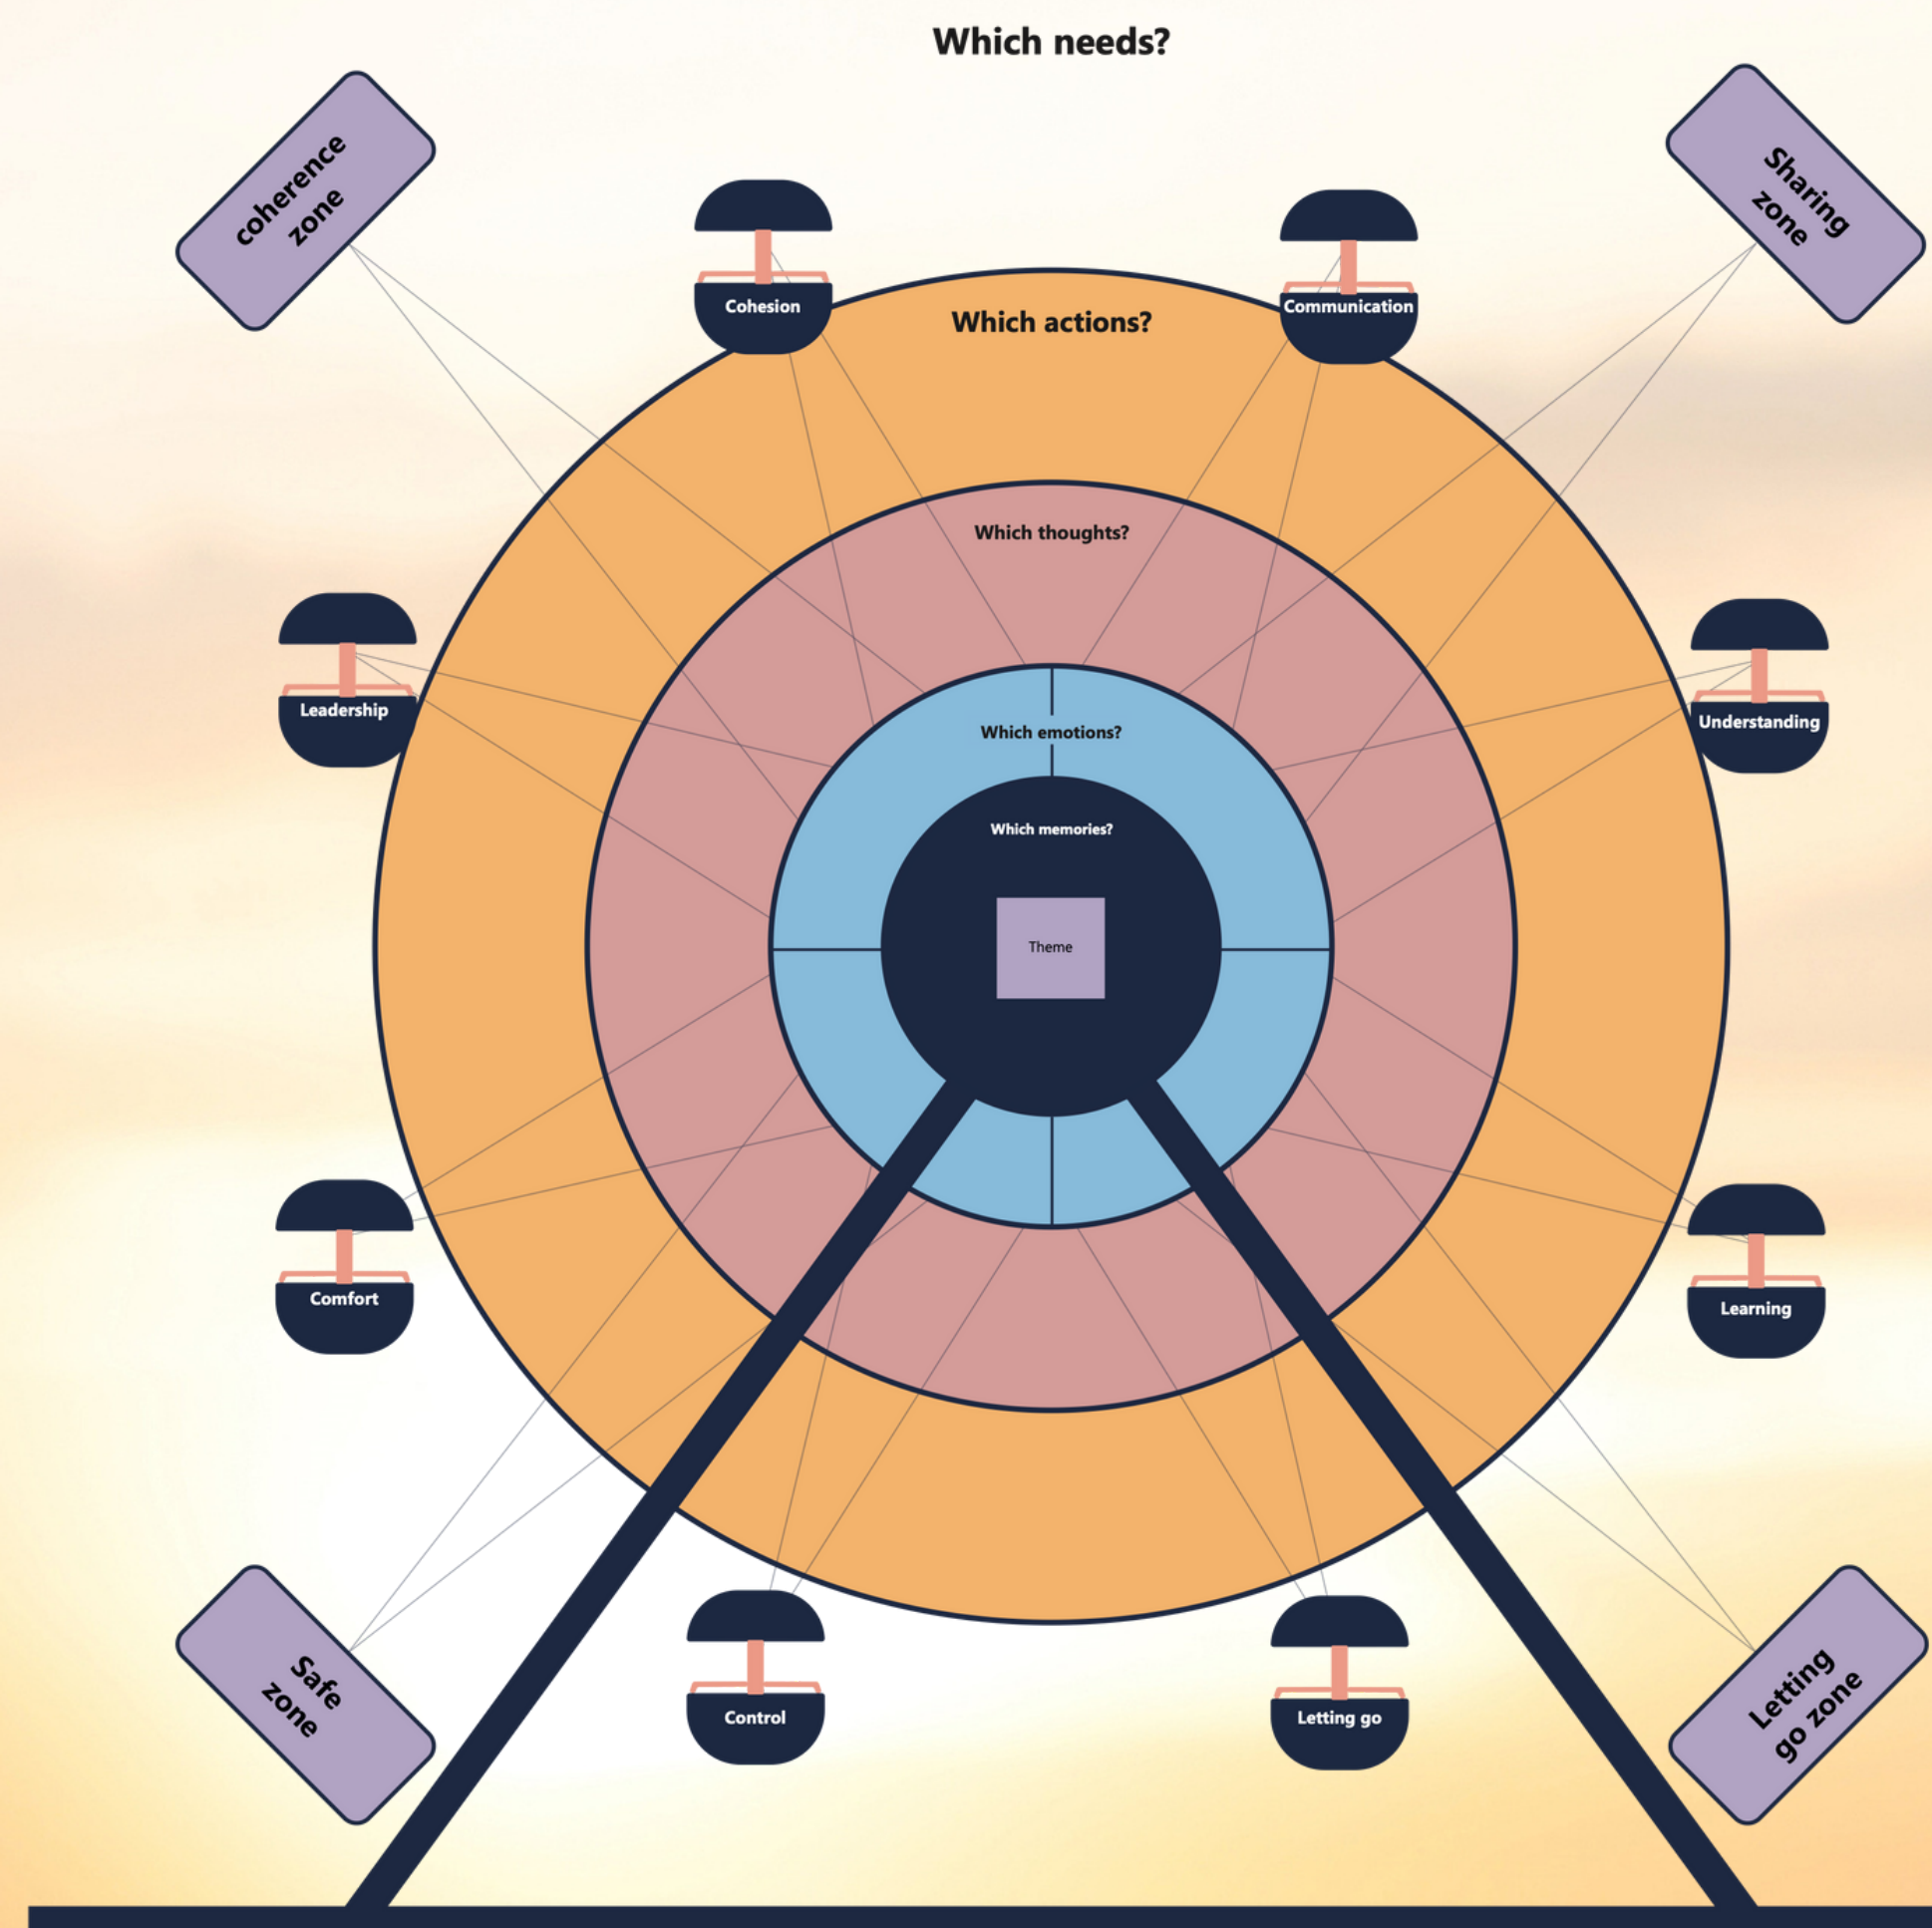 Which needs?
coherence
zone
Sharing
zone
Cohesion
Communication
Which actions?
Which thoughts?
Leadership
Understanding
Which emotions?
Which memories?
Theme
Comfort
Learning
Safe
zone
Control
Letting go
Letting
go zone